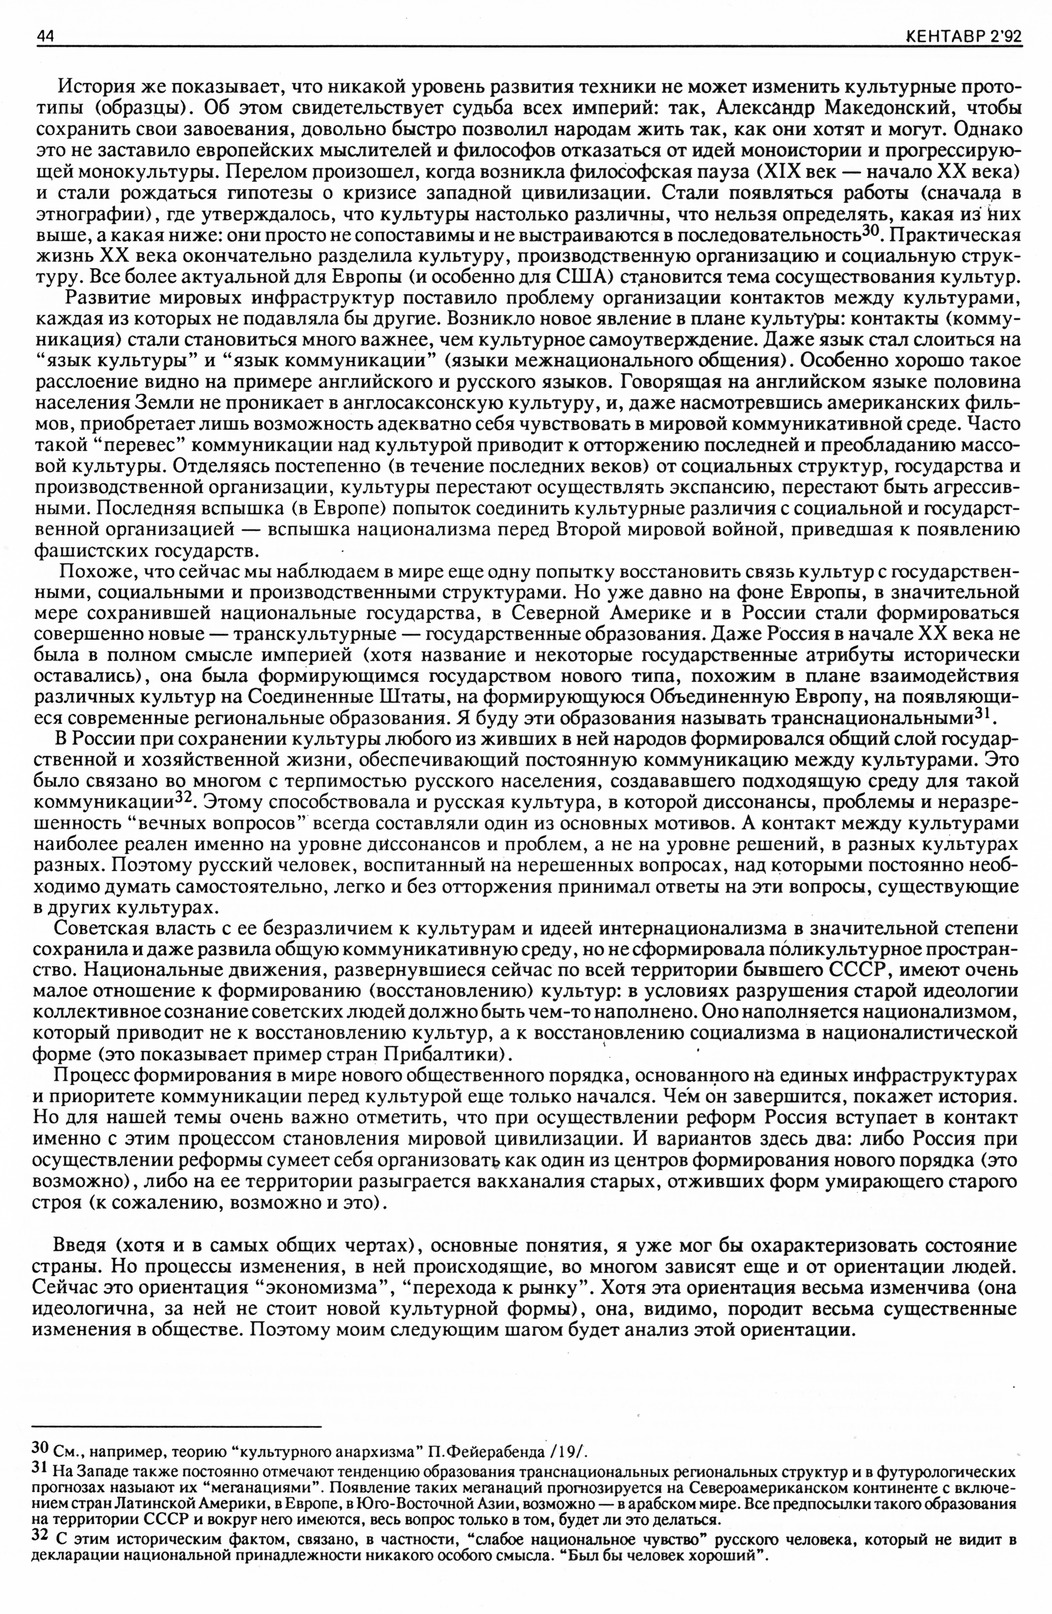 44
КЕНТАВР 2'92
История же показывает, что никакой уровень развития техники не может изменить культурные прото-
типы (образцы). Об этом свидетельствует судьба всех империй: так, Александр Македонский, чтобы
сохранить свои завоевания, довольно быстро позволил народам жить так, как они хотят и могут. Однако
это не заставило европейских мыслителей и философов отказаться от идей моноистории и прогрессирую-
щей монокультуры. Перелом произошел, когда возникла философская пауза (XIX век — начало XX века)
и стали рождаться гипотезы о кризисе западной цивилизации. Стали появляться работы (сначала в
этнографии), где утверждалось, что культуры настолько различны, что нельзя определять, какая из них
выше, а какая ниже: они просто не сопоставимы и не выстраиваются в последовательность30. Практическая
жизнь XX века окончательно разделила культуру, производственную организацию и социальную струк-
туру. Все более актуальной для Европы (и особенно для США) становится тема сосуществования культур.
Развитие мировых инфраструктур поставило проблему организации контактов между культурами,
каждая из которых не подавляла бы другие. Возникло новое явление в плане культуры: контакты (комму-
никация) стали становиться много важнее, чем культурное самоутверждение. Даже язык стал слоиться на
“язык культуры” и “язык коммуникации” (языки межнационального общения). Особенно хорошо такое
расслоение видно на примере английского и русского языков. Говорящая на английском языке половина
населения Земли не проникает в англосаксонскую культуру, и, даже насмотревшись американских филь-
мов, приобретает лишь возможность адекватно себя чувствовать в мировой коммуникативной среде. Часто
такой “перевес” коммуникации над культурой приводит к отторжению последней и преобладанию массо-
вой культуры. Отделяясь постепенно (в течение последних веков) от социальных структур, государства и
производственной организации, культуры перестают осуществлять экспансию, перестают быть агрессив-
ными. Последняя вспышка (в Европе) попыток соединить культурные различия с социальной и государст-
венной организацией — вспышка национализма перед Второй мировой войной, приведшая к появлению
фашистских государств.
Похоже, что сейчас мы наблюдаем в мире еще одну попытку восстановить связь культур с государствен-
ными, социальными и производственными структурами. Но уже давно на фоне Европы, в значительной
мере сохранившей национальные государства, в Северной Америке и в России стали формироваться
совершенно новые — транскультурные — государственные образования. Даже Россия в начале XX века не
была в полном смысле империей (хотя название и некоторые государственные атрибуты исторически
оставались), она была формирующимся государством нового типа, похожим в плане взаимодействия
различных культур на Соединенные Штаты, на формирующуюся Объединенную Европу, на появляющи-
еся современные региональные образования. Я буду эти образования называть транснациональными31.
В России при сохранении культуры любого из живших в ней народов формировался общий слой государ-
ственной и хозяйственной жизни, обеспечивающий постоянную коммуникацию между культурами. Это
было связано во многом с терпимостью русского населения, создававшего подходящую среду для такой
коммуникации32. Этому способствовала и русская культура, в которой диссонансы, проблемы и неразре-
шенность “вечных вопросов” всегда составляли один из основных мотивов. А контакт между культурами
наиболее реален именно на уровне диссонансов и проблем, а не на уровне решений, в разных культурах
разных. Поэтому русский человек, воспитанный на нерешенных вопросах, над которыми постоянно необ-
ходимо думать самостоятельно, легко и без отторжения принимал ответы на эти вопросы, существующие
в других культурах.
Советская власть с ее безразличием к культурам и идеей интернационализма в значительной степени
сохранила и даже развила общую коммуникативную среду, но не сформировала поликультурное простран-
ство. Национальные движения, развернувшиеся сейчас по всей территории бывшего СССР, имеют очень
малое отношение к формированию (восстановлению) культур: в условиях разрушения старой идеологии
коллективное сознание советских людей должно быть чем-то наполнено. Оно наполняется национализмом,
который приводит не к восстановлению культур, а к восстановлению социализма в националистической
форме (это показывает пример стран Прибалтики).
Процесс формирования в мире нового общественного порядка, основанного на единых инфраструктурах
и приоритете коммуникации перед культурой еще только начался. Чем он завершится, покажет история.
Но для нашей темы очень важно отметить, что при осуществлении реформ Россия вступает в контакт
именно с этим процессом становления мировой цивилизации. И вариантов здесь два: либо Россия при
осуществлении реформы сумеет себя организовать как один из центров формирования нового порядка (это
возможно), либо на ее территории разыграется вакханалия старых, отживших форм умирающего старого
строя (к сожалению, возможно и это).
Введя (хотя и в самых общих чертах), основные понятия, я уже мог бы охарактеризовать состояние
страны. Но процессы изменения, в ней происходящие, во многом зависят еще и от ориентации людей.
Сейчас это ориентация “экономизма”, “перехода к рынку”. Хотя эта ориентация весьма изменчива (она
идеологична, за ней не стоит новой культурной формы), она, видимо, породит весьма существенные
изменения в обществе. Поэтому моим следующим шагом будет анализ этой ориентации.
30 См., например, теорию “культурного анархизма” П.Фейерабенда /19/.
31 На Западе также постоянно отмечают тенденцию образования транснациональных региональных структур и в футурологических
прогнозах назыают их “меганациями”. Появление таких меганаций прогнозируется на Североамериканском континенте с включе-
нием стран Латинской Америки, в Европе, в Юго-Восточной Азии, возможно — в арабском мире. Все предпосылки такого образования
на территории СССР и вокруг него имеются, весь вопрос только в том, будет ли это делаться.
32 С этим историческим фактом, связано, в частности, “слабое национальное чувство” русского человека, который не видит в
декларации национальной принадлежности никакого особого смысла. “Был бы человек хороший”.